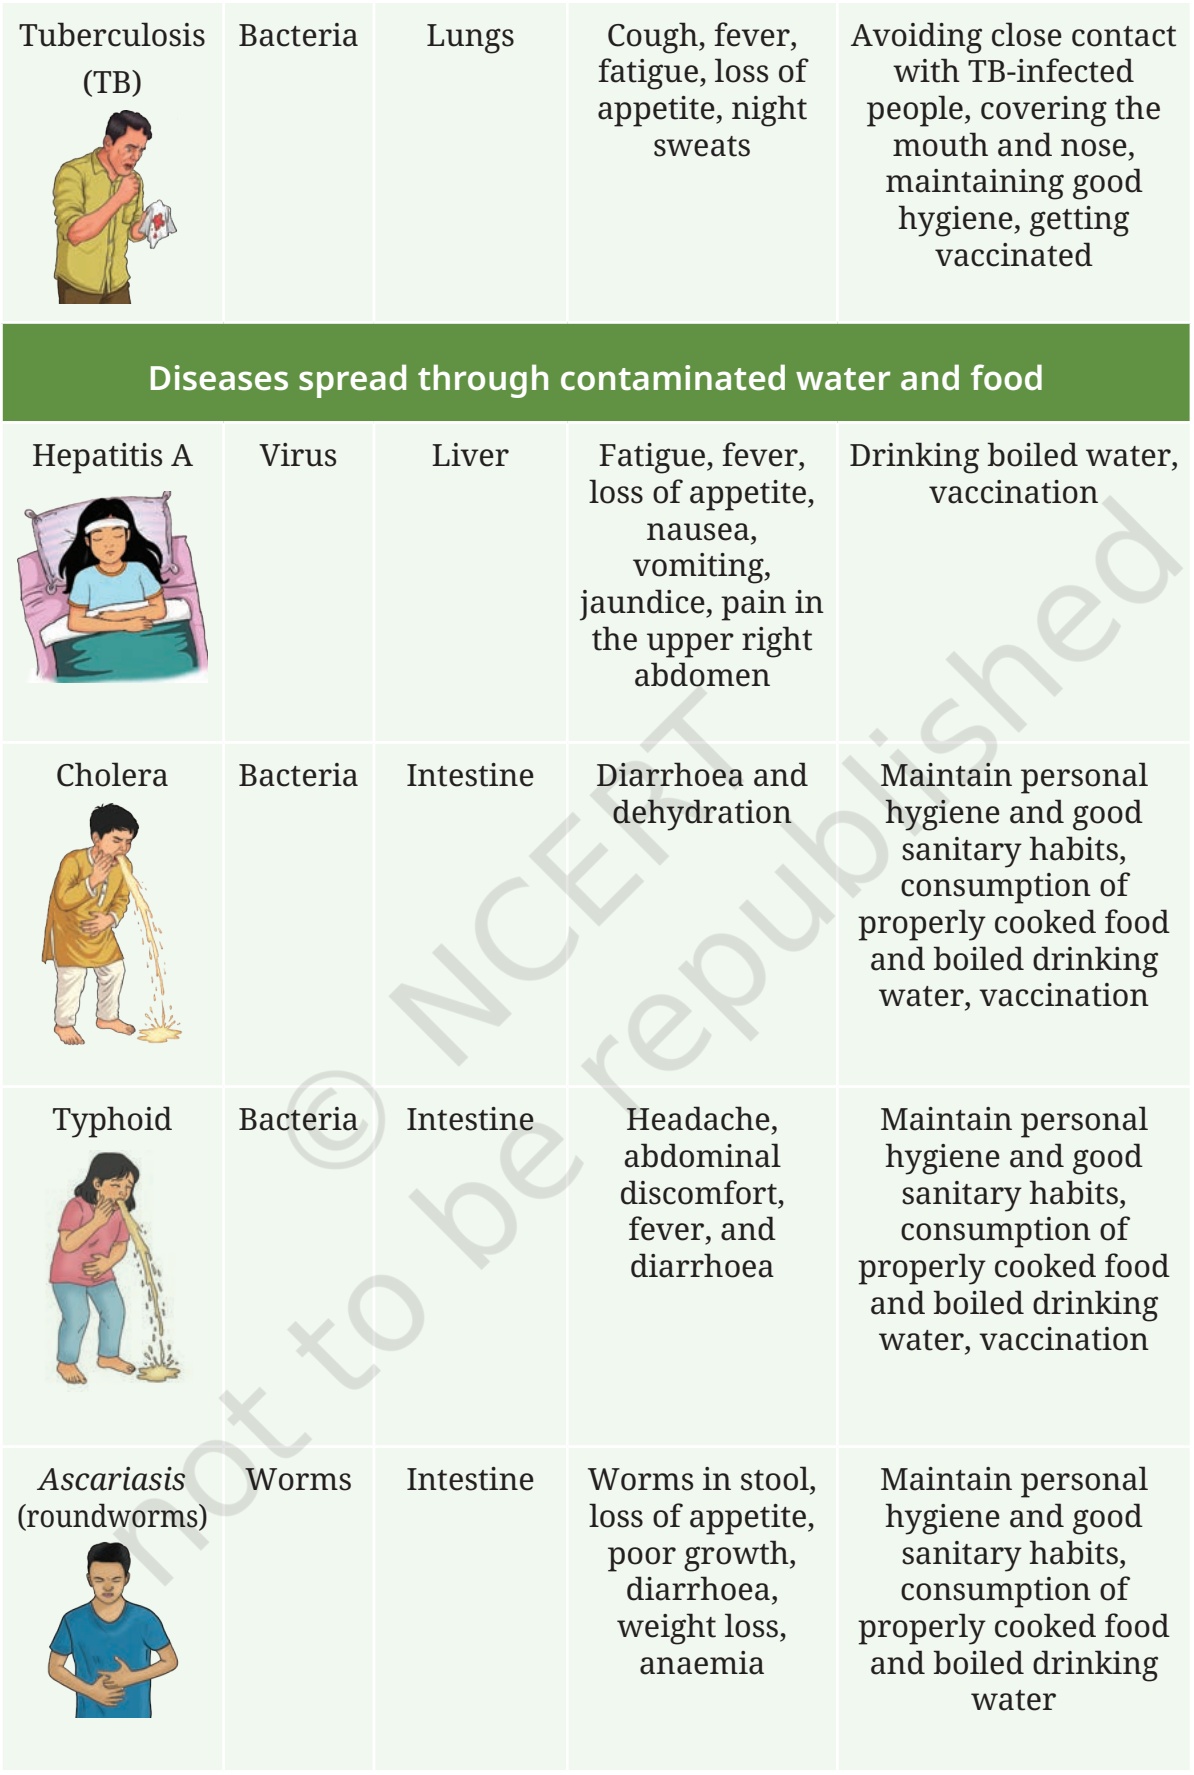 Tuberculosis
(TB)
Bacteria
Lungs
Cough, fever,
fatigue, loss of
appetite, night
sweats
Avoiding close contact
with TB-infected
people, covering the
mouth and nose,
maintaining good
hygiene, getting
vaccinated
Diseases spread through contaminated water and food
Hepatitis A
Virus
Liver
Fatigue, fever,
loss of appetite,
nausea,
vomiting,
jaundice, pain in
the upper right
abdomen
Drinking boiled water,
vaccination
Cholera
Bacteria
Intestine
Diarrhoea and
dehydration
Maintain personal
hygiene and good
sanitary habits,
consumption of
properly cooked food
and boiled drinking
water, vaccination
Typhoid
Bacteria
Intestine
Headache,
abdominal
discomfort,
fever, and
diarrhoea
Maintain personal
hygiene and good
sanitary habits,
consumption of
properly cooked food
and boiled drinking
water, vaccination
Ascariasis
(roundworms)
Worms
Intestine
Worms in stool,
loss of appetite,
poor growth,
diarrhoea,
weight loss,
anaemia
Maintain personal
hygiene and good
sanitary habits,
consumption of
properly cooked food
and boiled drinking
water
© NCERT
not to be republished